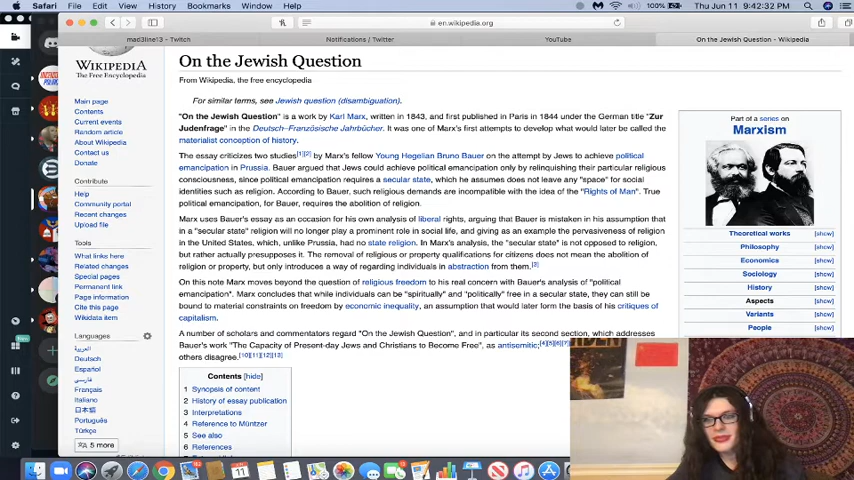 Safari File Edit View History Bookmarks Window Help 100% Thu Jun 11 9:42:32 PM
en.wikipedia.org
mad3line13 - Twitch Notifications / Twitter YouTube On the Jewish Question - Wikipedia
WIKIPEDIA
The Free Encyclopedia
Main page
Contents
Current events
Random article
About Wikipedia
Contact us
Donate
Contribute
Help
Community portal
Recent changes
Upload file
Tools
What links here
Related changes
Special pages
Permanent link
Page information
Cite this page
Wikidata item
Languages
العربية
Deutsch
Español
فارسی
Français
Italiano
日本語
Português
Türkçe
5 more
On the Jewish Question
From Wikipedia, the free encyclopedia
For similar terms, see Jewish question (disambiguation).
"On the Jewish Question" is a work by Karl Marx, written in 1843, and first published in Paris in 1844 under the German title "Zur
Judenfrage" in the Deutsch–Französische Jahrbücher. It was one of Marx's first attempts to develop what would later be called the
materialist conception of history.
The essay criticizes two studies[1][2] by Marx's fellow Young Hegelian Bruno Bauer on the attempt by Jews to achieve political
emancipation in Prussia. Bauer argued that Jews could achieve political emancipation only by relinquishing their particular religious
consciousness, since political emancipation requires a secular state, which he assumes does not leave any "space" for social
identities such as religion. According to Bauer, such religious demands are incompatible with the idea of the "Rights of Man". True
political emancipation, for Bauer, requires the abolition of religion.
Marx uses Bauer's essay as an occasion for his own analysis of liberal rights, arguing that Bauer is mistaken in his assumption that
in a "secular state" religion will no longer play a prominent role in social life, and giving as an example the pervasiveness of religion
in the United States, which, unlike Prussia, had no state religion. In Marx's analysis, the "secular state" is not opposed to religion,
but rather actually presupposes it. The removal of religious or property qualifications for citizens does not mean the abolition of
religion or property, but only introduces a way of regarding individuals in abstraction from them.[3]
On this note Marx moves beyond the question of religious freedom to his real concern with Bauer's analysis of "political
emancipation". Marx concludes that while individuals can be "spiritually" and "politically" free in a secular state, they can still be
bound to material constraints on freedom by economic inequality, an assumption that would later form the basis of his critiques of
capitalism.
A number of scholars and commentators regard "On the Jewish Question", and in particular its second section, which addresses
Bauer's work "The Capacity of Present-day Jews and Christians to Become Free", as antisemitic;[4][5][6][7]
others disagree.[10][11][12][13]
Contents [hide]
1 Synopsis of content
2 History of essay publication
3 Interpretations
4 Reference to Müntzer
5 See also
6 References
Part of a series on
Marxism
Theoretical works [show]
Philosophy [show]
Economics [show]
Sociology [show]
History [show]
Aspects [show]
Variants [show]
People [show]